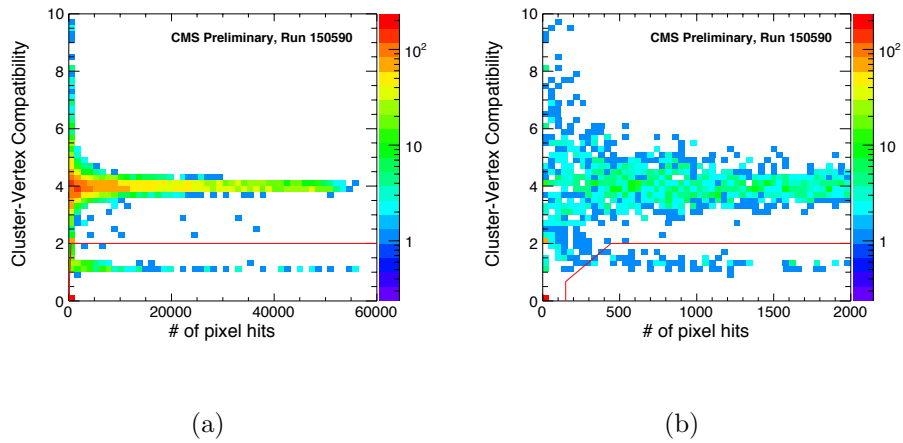 CMS Preliminary, Run 150590
Cluster-Vertex Compatibility
10
8
6
4
2
0
0 20000 40000 60000
# of pixel hits
10²
10
1
(a)
CMS Preliminary, Run 150590
Cluster-Vertex Compatibility
10
8
6
4
2
0
0 500 1000 1500 2000
# of pixel hits
10²
10
1
(b)